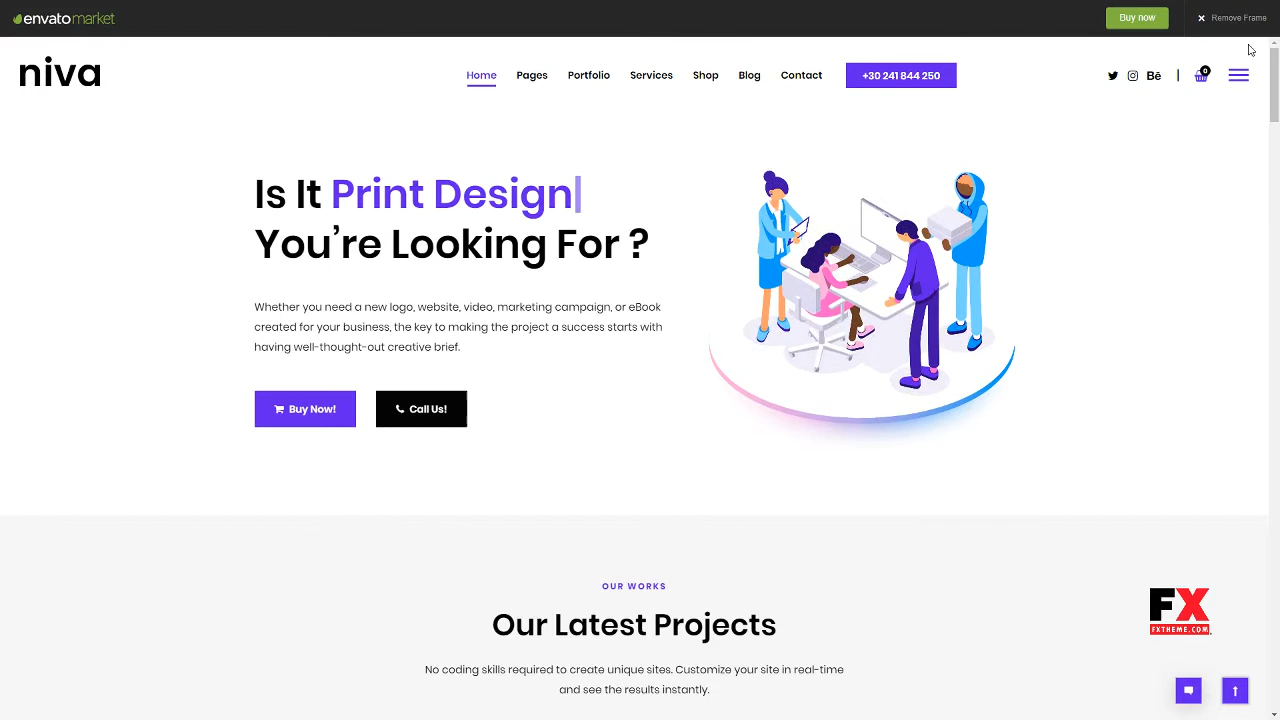 envatomarket
Buy now
Remove Frame
niva
Home
Pages
Portfolio
Services
Shop
Blog
Contact
+30 241 844 250
Bē
0
Is It Print Design
You’re Looking For ?
Whether you need a new logo, website, video, marketing campaign, or eBook
created for your business, the key to making the project a success starts with
having well-thought-out creative brief.
Buy Now!
Call Us!
OUR WORKS
Our Latest Projects
No coding skills required to create unique sites. Customize your site in real-time
and see the results instantly.
FX
FXTHEME.COM